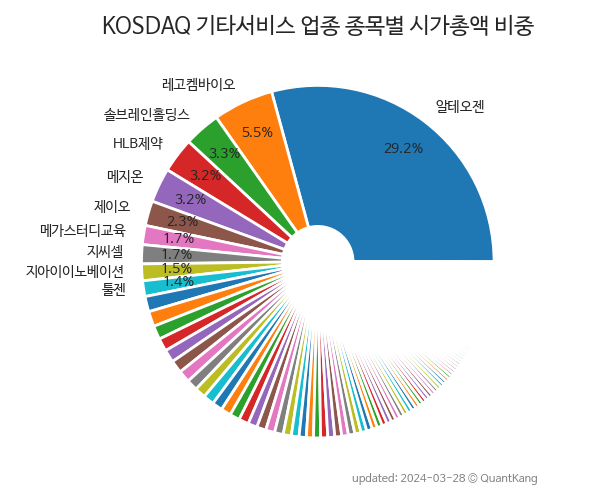 KOSDAQ 기타서비스 업종 종목별 시가총액 비중
레고켐바이오
알테오젠
솔브레인홀딩스
HLB제약
메지온
제이오
메가스터디교육
지씨셀
지아이이노베이션
툴젠
29.2%
5.5%
3.3%
3.2%
3.2%
2.3%
1.7%
1.7%
1.5%
1.4%
updated: 2024-03-28 © QuantKang